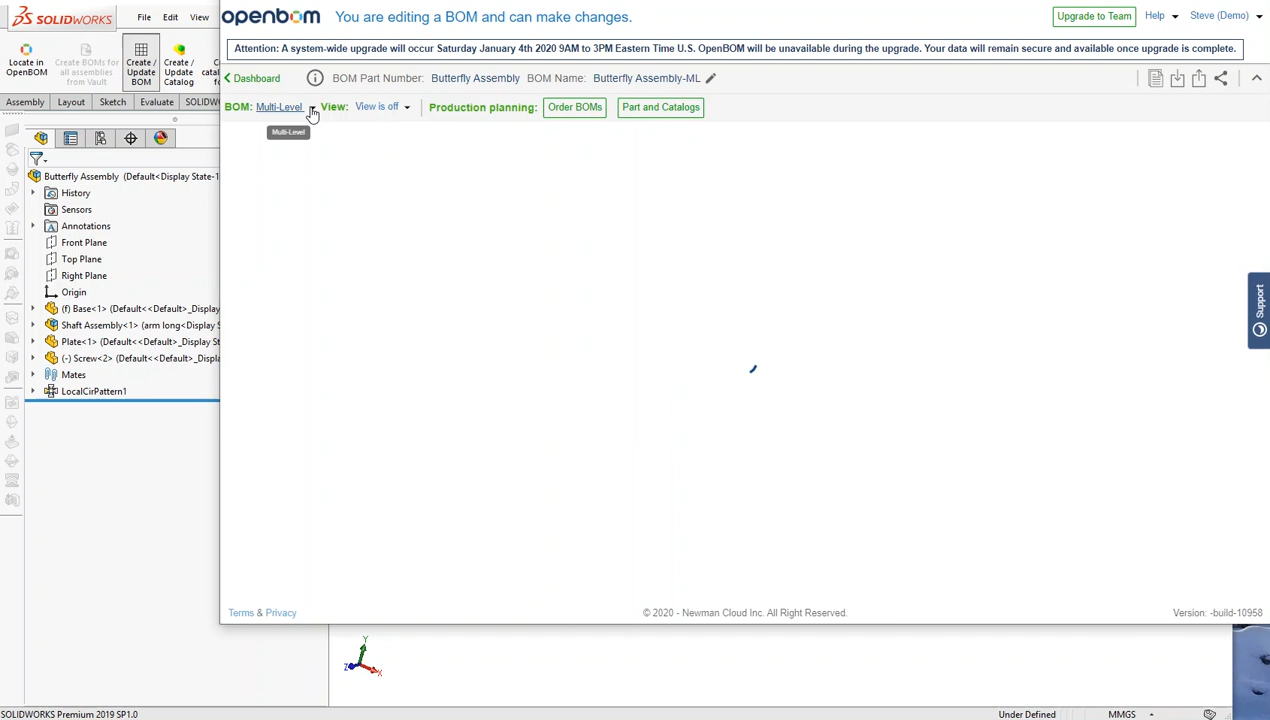 SOLIDWORKS File Edit View
Locate in
OpenBOM
Create BOMs for
all assemblies
from Vault
Create /
Update
BOM
Create /
Update
Catalog
Assembly Layout Sketch Evaluate SOLIDWO
Butterfly Assembly (Default<Display State-1
History
Sensors
Annotations
Front Plane
Top Plane
Right Plane
Origin
(f) Base<1> (Default<<Default>_Display
Shaft Assembly<1> (arm long<Display S
Plate<1> (Default<<Default>_Display St
(-) Screw<2> (Default<<Default>_Displa
Mates
LocalCirPattern1
openbom You are editing a BOM and can make changes. Upgrade to Team Help Steve (Demo)
Attention: A system-wide upgrade will occur Saturday January 4th 2020 9AM to 3PM Eastern Time U.S. OpenBOM will be unavailable during the upgrade. Your data will remain secure and available once upgrade is complete.
Dashboard BOM Part Number: Butterfly Assembly BOM Name: Butterfly Assembly-ML
BOM: Multi-Level View: View is off Production planning: Order BOMs Part and Catalogs
Multi-Level
Support
Terms & Privacy © 2020 - Newman Cloud Inc. All Right Reserved. Version: -build-10958
Y
Z X
SOLIDWORKS Premium 2019 SP1.0 Under Defined MMGS